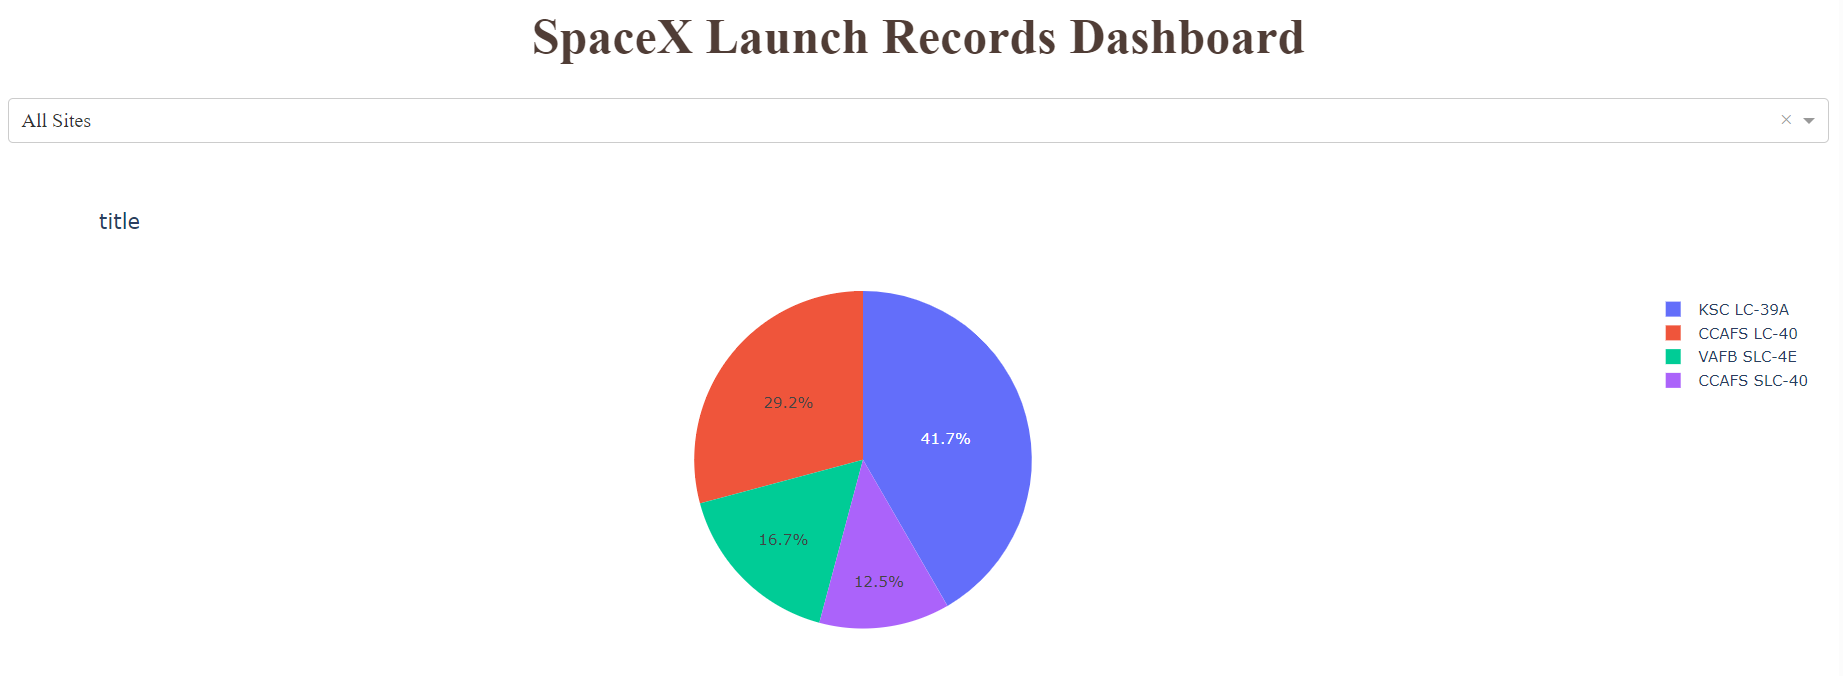 SpaceX Launch Records Dashboard
All Sites
title
KSC LC-39A
CCAFS LC-40
VAFB SLC-4E
CCAFS SLC-40
29.2%
41.7%
16.7%
12.5%